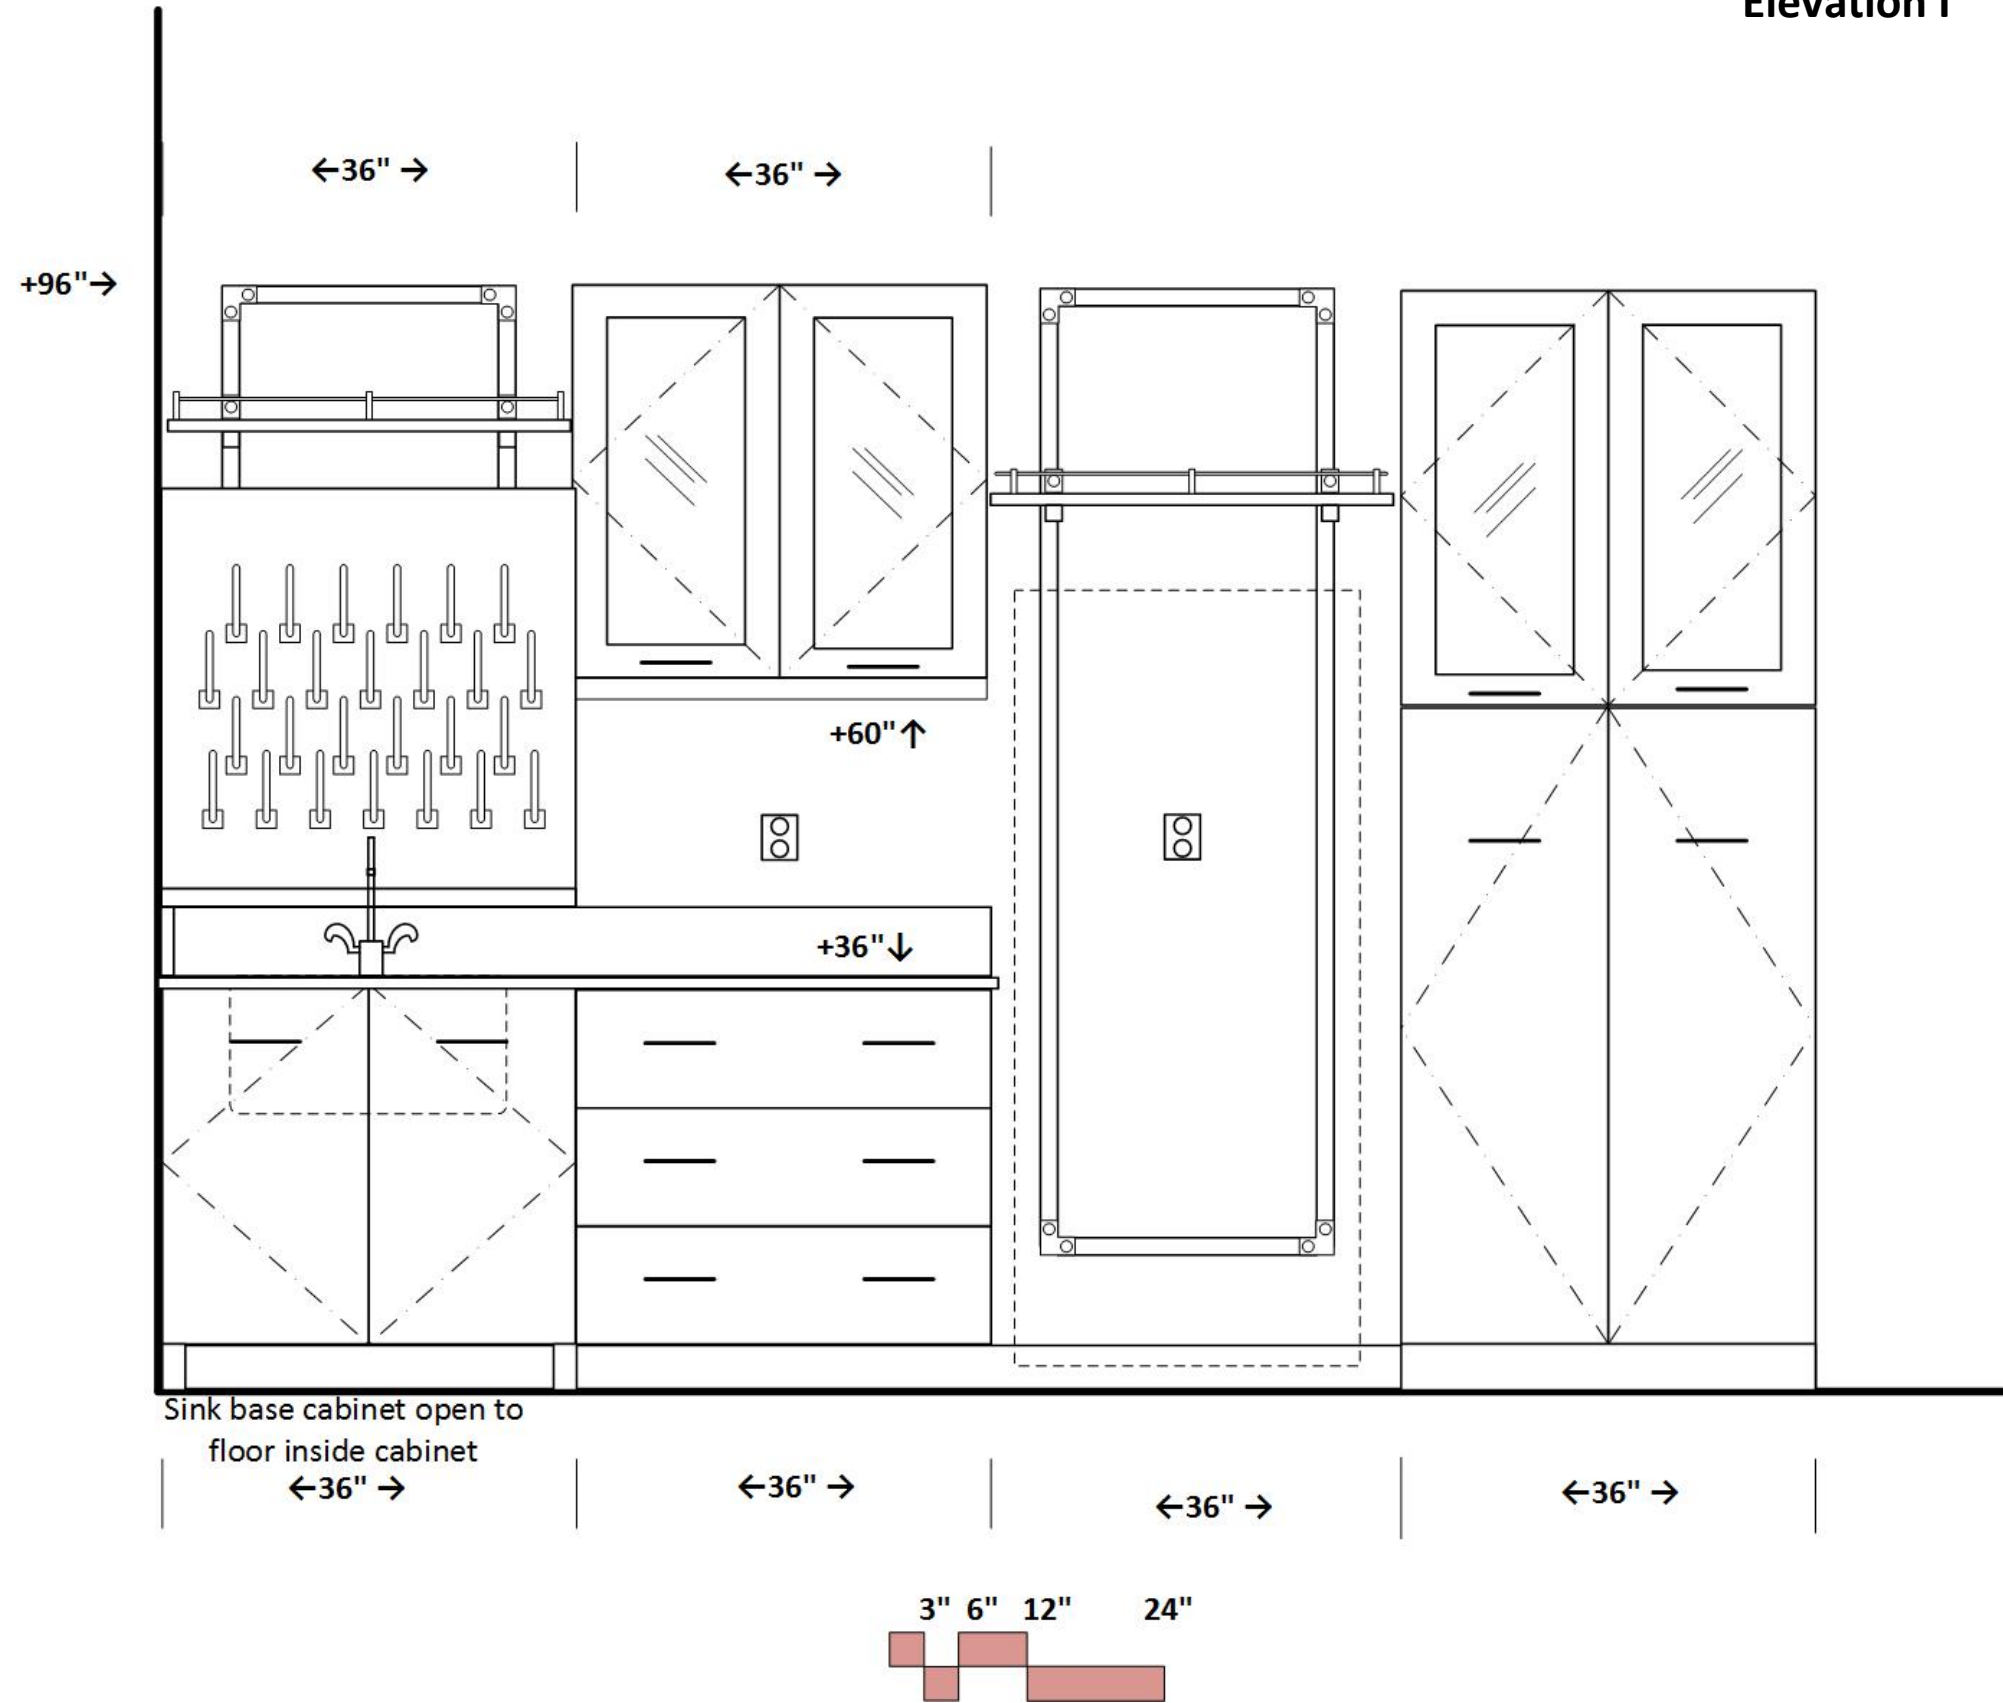 Elevation I
←36" →
←36" →
+96"→
+60"↑
+36"↓
Sink base cabinet open to
floor inside cabinet
←36" →
←36" →
←36" →
←36" →
3" 6" 12" 24"